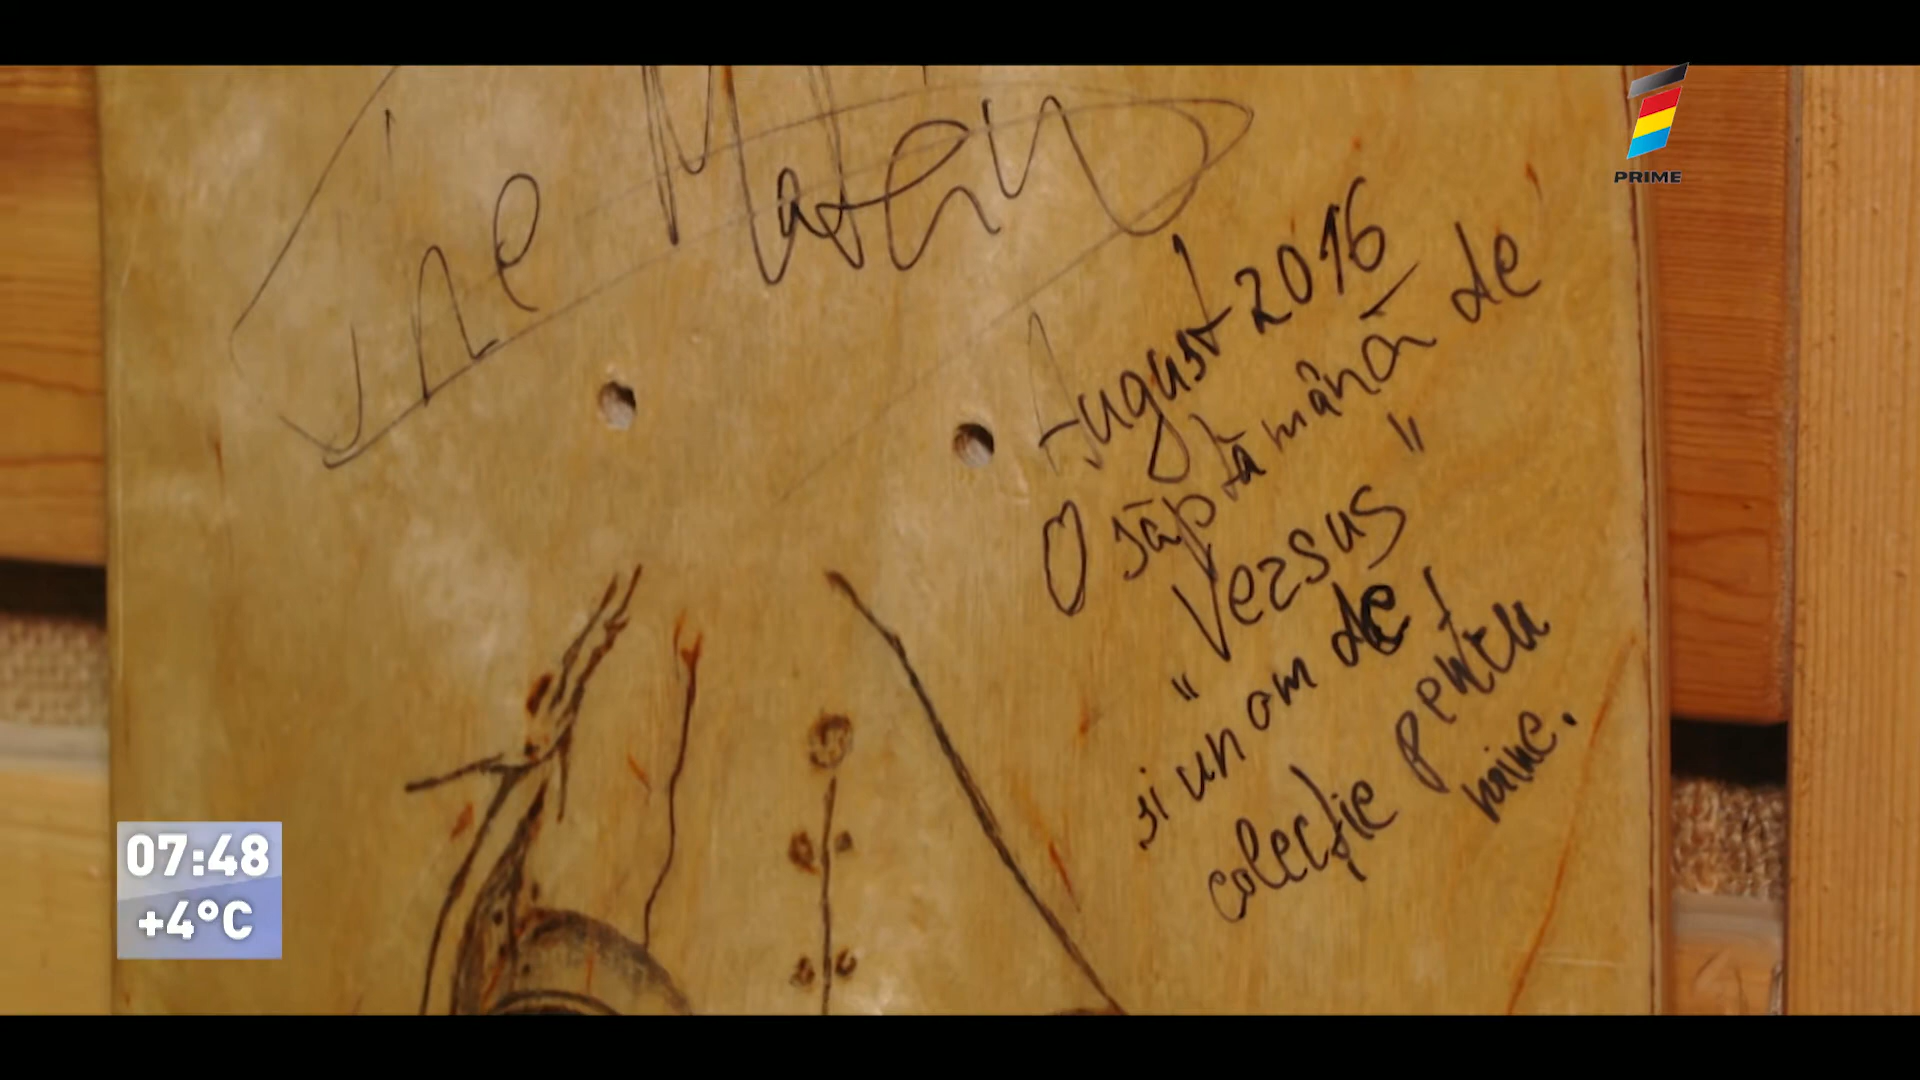 PRIME
August 2016
O săptămână de
"Versus"
și un om de
colecție pentru
mine.
07:48
+4°C